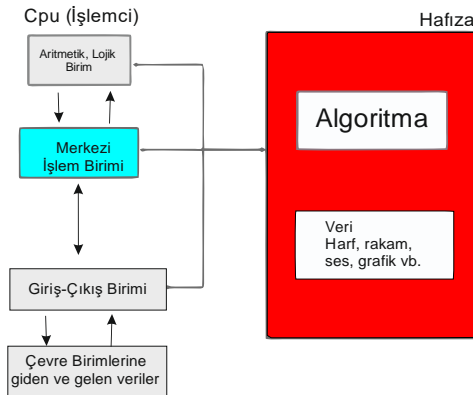 Cpu (İşlemci)
Aritmetik, Lojik
Birim
Merkezi
İşlem Birimi
Giriş-Çıkış Birimi
Çevre Birimlerine
giden ve gelen veriler
Hafıza
Algoritma
Veri
Harf, rakam,
ses, grafik vb.